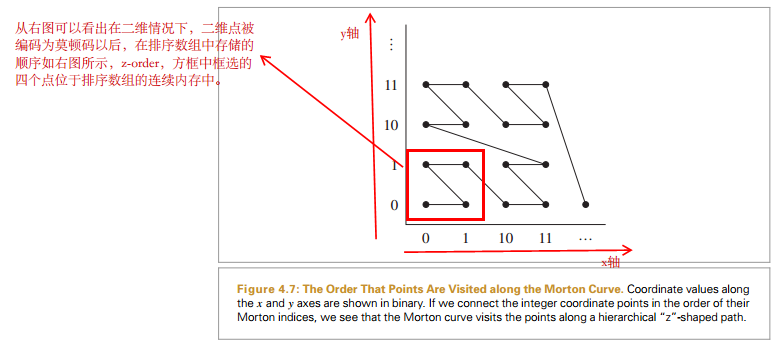 从右图可以看出在二维情况下，二维点被
编码为莫顿码以后，在排序数组中存储的
顺序如右图所示，z-order，方框中框选的
四个点位于排序数组的连续内存中。
y轴
⋮
11
10
1
0
0 1 10 11 ...
x轴
Figure 4.7: The Order That Points Are Visited along the Morton Curve. Coordinate values along
the x and y axes are shown in binary. If we connect the integer coordinate points in the order of their
Morton indices, we see that the Morton curve visits the points along a hierarchical “z”-shaped path.